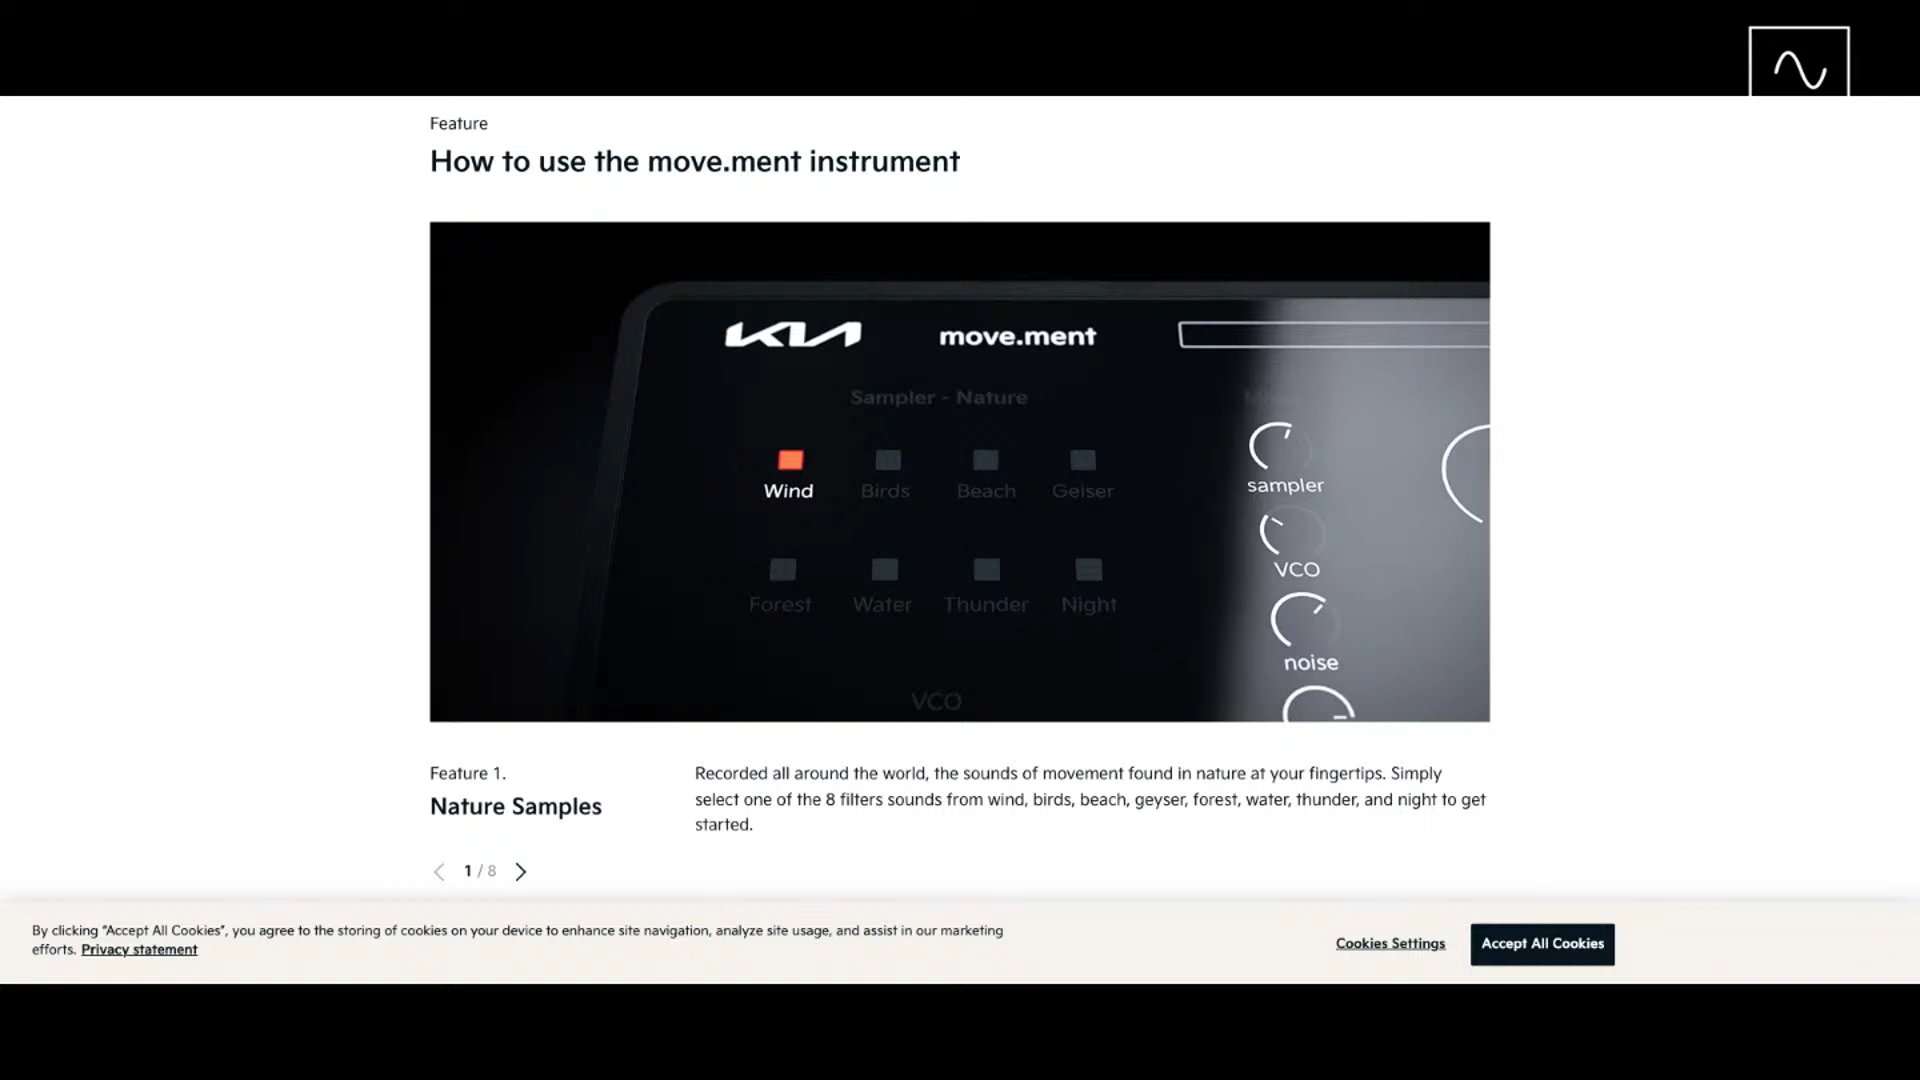 Feature
How to use the move.ment instrument
KIA move.ment
Sampler - Nature
Wind Birds Beach Geiser
sampler
VCO
Forest Water Thunder Night
noise
VCO
Feature 1.
Nature Samples
Recorded all around the world, the sounds of movement found in nature at your fingertips. Simply
select one of the 8 filters sounds from wind, birds, beach, geyser, forest, water, thunder, and night to get
started.
1 / 8
By clicking "Accept All Cookies", you agree to the storing of cookies on your device to enhance site navigation, analyze site usage, and assist in our marketing
efforts. Privacy statement
Cookies Settings
Accept All Cookies